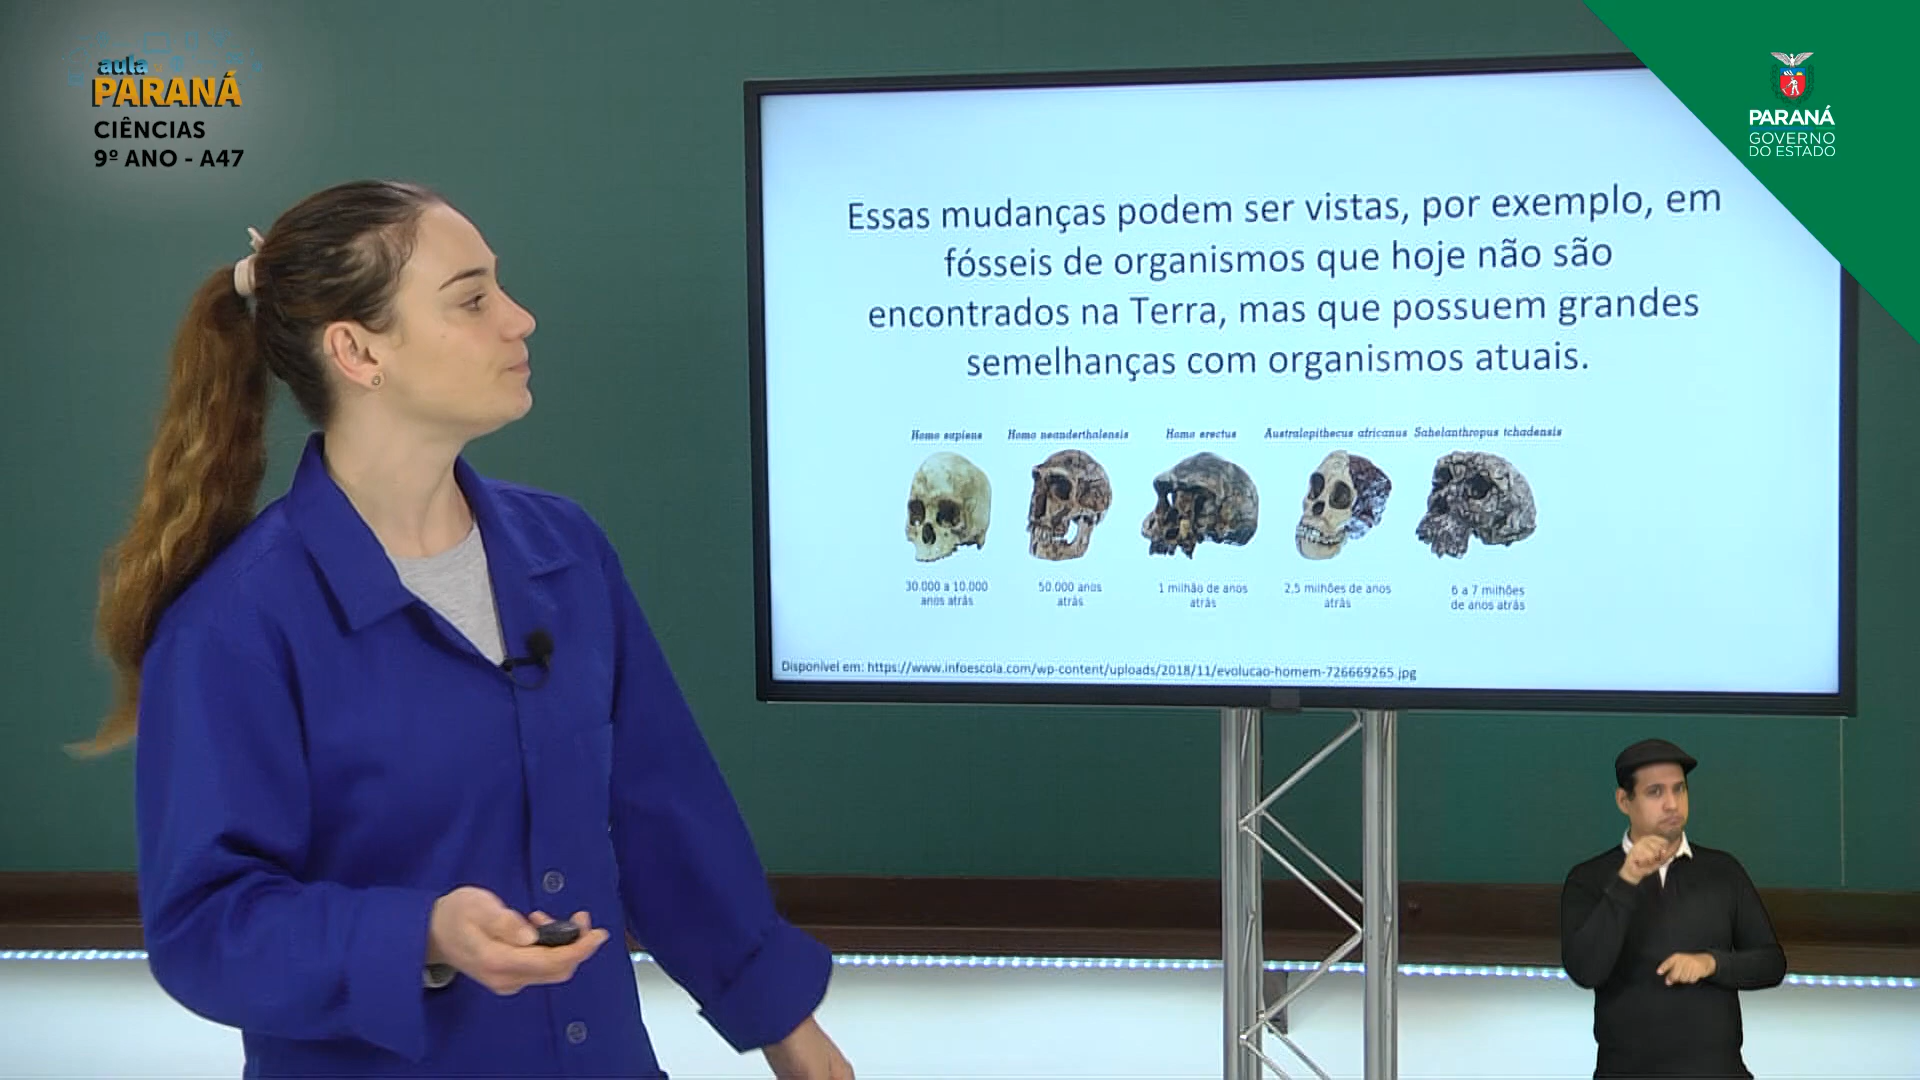 aula
PARANÁ
CIÊNCIAS
9º ANO - A47
PARANÁ
GOVERNO
DO ESTADO
Essas mudanças podem ser vistas, por exemplo, em
fósseis de organismos que hoje não são
encontrados na Terra, mas que possuem grandes
semelhanças com organismos atuais.
Homo sapiens Homo neanderthalensis Homo erectus Australopithecus africanus Sahelanthropus tchadensis
30.000 a 10.000 50.000 anos 1 milhão de anos 2,5 milhões de anos 6 a 7 milhões
anos atrás atrás atrás atrás de anos atrás
Disponível em: https://www.infoescola.com/wp-content/uploads/2018/11/evolucao-homem-726669265.jpg